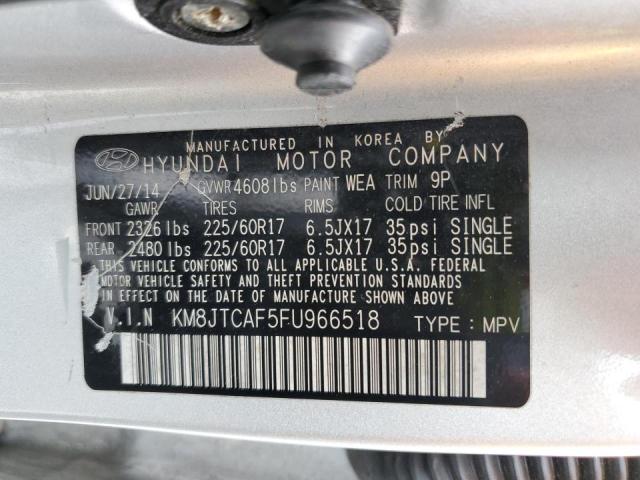 MANUFACTURED IN KOREA BY
HYUNDAI MOTOR COMPANY
JUN/27/14 GVWR 4608 lbs PAINT WEA TRIM 9P
GAWR TIRES RIMS COLD TIRE INFL
FRONT 2326 lbs 225/60R17 6.5JX17 35psi SINGLE
REAR 2480 lbs 225/60R17 6.5JX17 35psi SINGLE
THIS VEHICLE CONFORMS TO ALL APPLICABLE U.S.A. FEDERAL
MOTOR VEHICLE SAFETY, BUMPER, AND THEFT PREVENTION
STANDARDS IN EFFECT ON THE DATE OF MANUFACTURE SHOWN ABOVE.
V.I.N KM8JTCAF5FU966518 TYPE : MPV